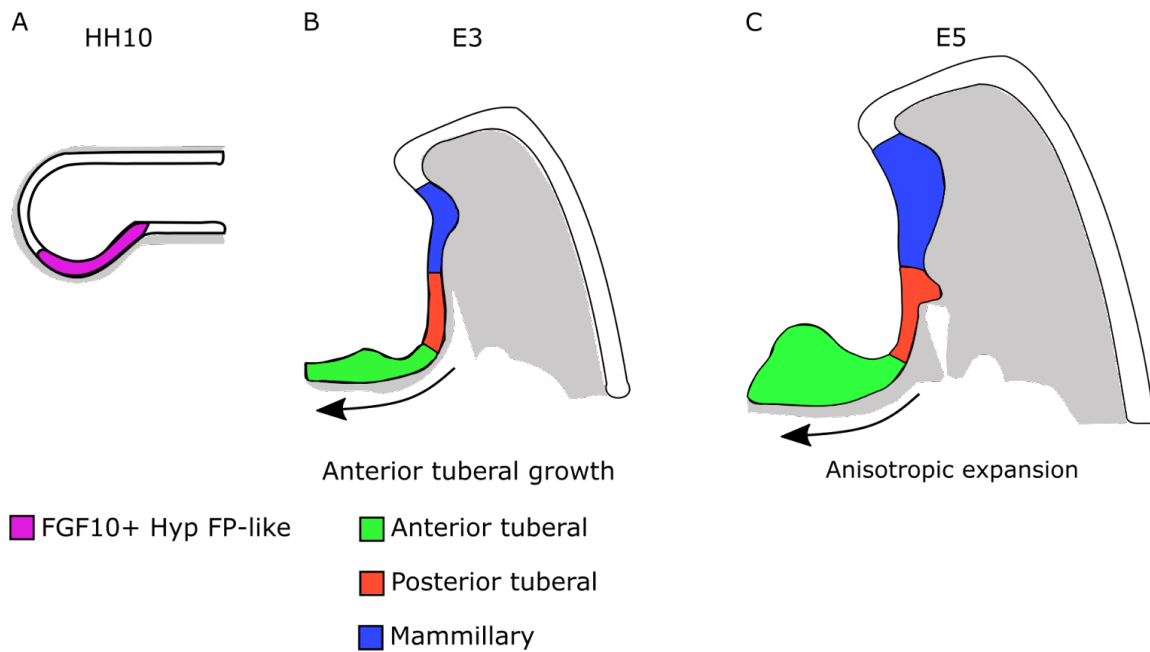 A
HH10
B
E3
C
E5
Anterior tuberal growth
Anisotropic expansion
FGF10+ Hyp FP-like
Anterior tuberal
Posterior tuberal
Mammillary